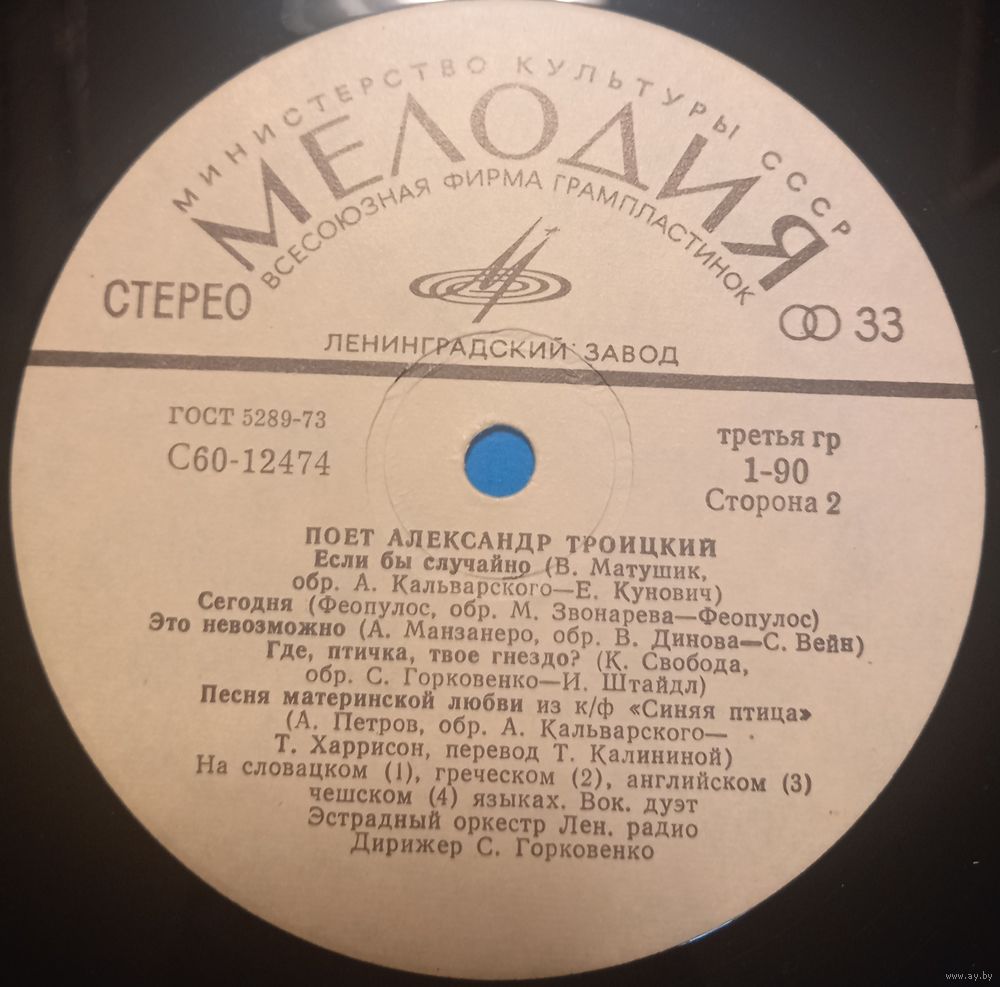 МИНИСТЕРСТВО КУЛЬТУРЫ СССР
МЕЛОДИЯ
ВСЕСОЮЗНАЯ ФИРМА ГРАМПЛАСТИНОК
СТЕРЕО
33
ЛЕНИНГРАДСКИЙ ЗАВОД
ГОСТ 5289-73
С60-12474
третья гр
1-90
Сторона 2
ПОЕТ АЛЕКСАНДР ТРОИЦКИЙ
Если бы случайно (В. Матушик,
обр. А. Кальварского—Е. Кунович)
Сегодня (Феопулос, обр. М. Звонарева—Феопулос)
Это невозможно (А. Манзанеро, обр. В. Динова—С. Вейн)
Где, птичка, твое гнездо? (К. Свобода,
обр. С. Горковенко—И. Штайдл)
Песня материнской любви из к/ф «Синяя птица»
(А. Петров, обр. А. Кальварского—
Т. Харрисон, перевод Т. Калининой)
На словацком (1), греческом (2), английском (3)
чешском (4) языках. Вок. дуэт
Эстрадный оркестр Лен. радио
Дирижер С. Горковенко
www.ay.by